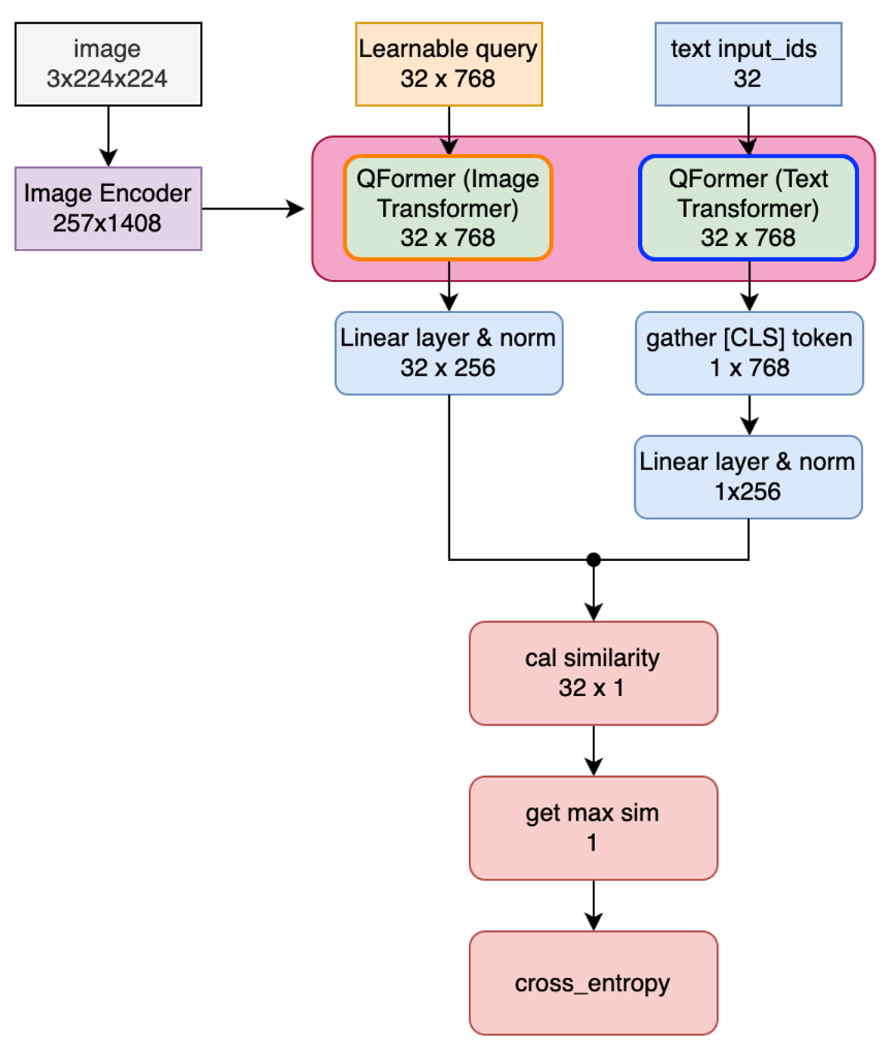 image
3x224x224
Learnable query
32 x 768
text input_ids
32
Image Encoder
257x1408
QFormer (Image
Transformer)
32 x 768
QFormer (Text
Transformer)
32 x 768
Linear layer & norm
32 x 256
gather [CLS] token
1 x 768
Linear layer & norm
1x256
cal similarity
32 x 1
get max sim
1
cross_entropy